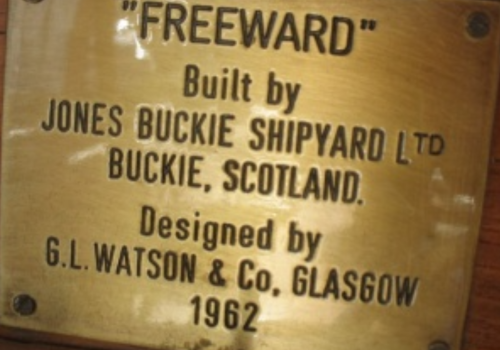 "FREEWARD"
Built by
JONES BUCKIE SHIPYARD LTD
BUCKIE, SCOTLAND.
Designed by
G.L. WATSON & Co. GLASGOW
1962